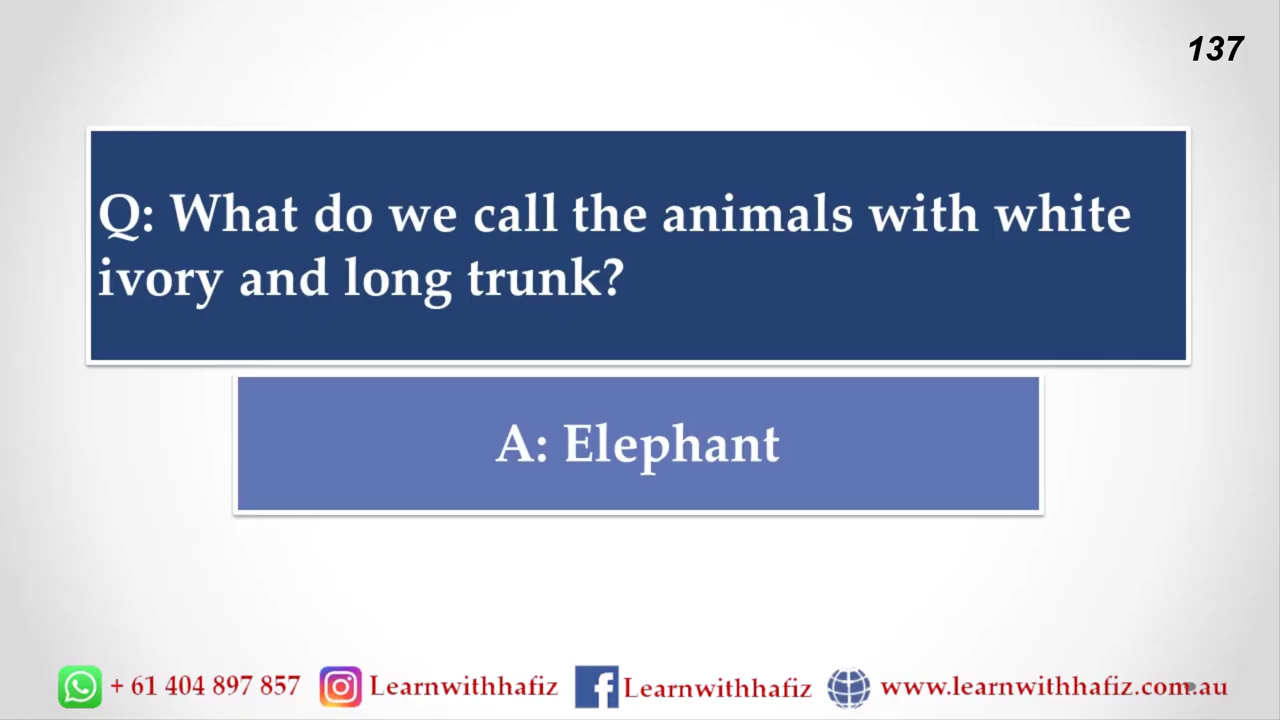 137
Q: What do we call the animals with white
ivory and long trunk?
A: Elephant
+ 61 404 897 857 Learnwithhafiz Learnwithhafiz www.learnwithhafiz.com.au